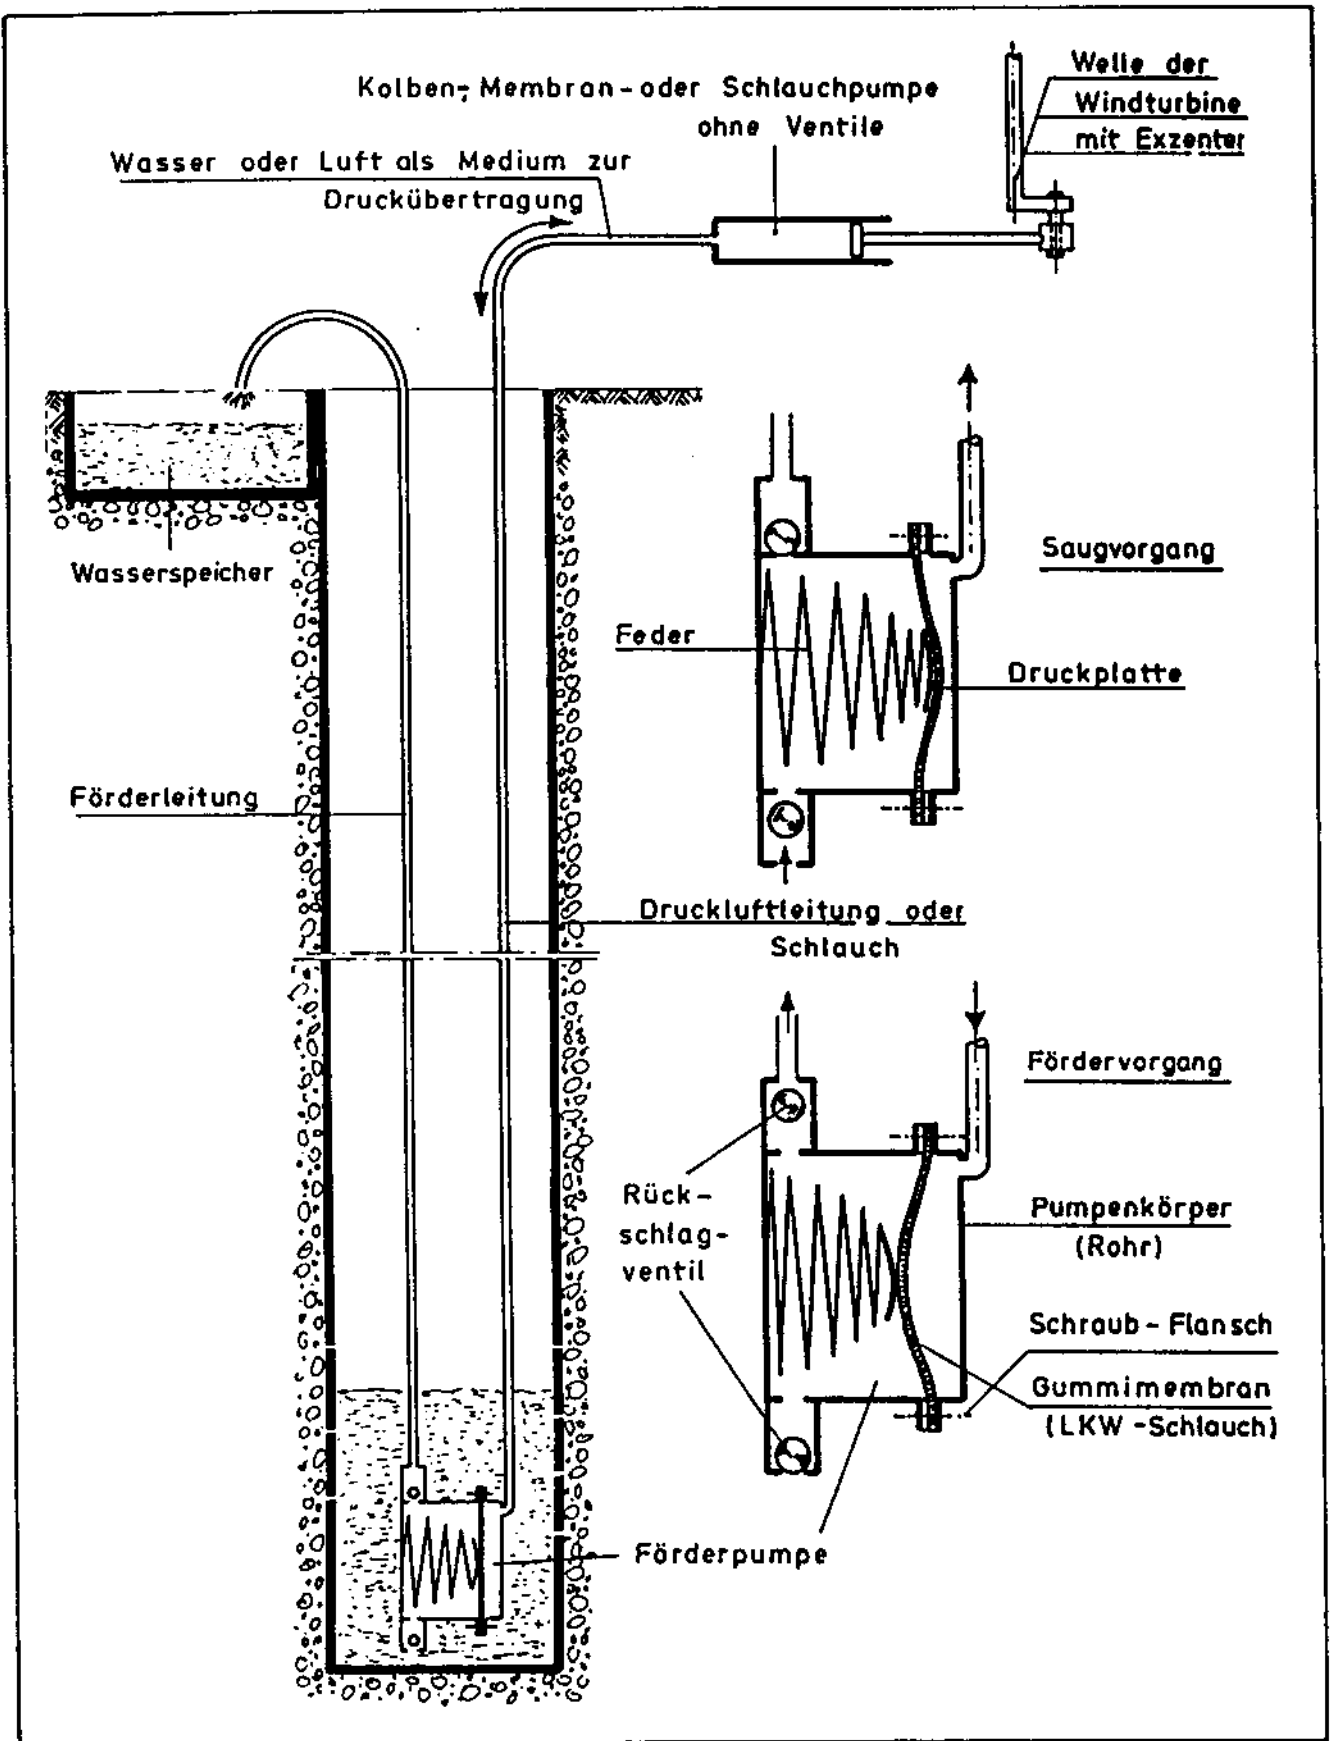 Kolben-, Membran-oder Schlauchpumpe
ohne Ventile
Welle der
Windturbine
mit Exzenter
Wasser oder Luft als Medium zur
Druckübertragung
Wasserspeicher
Saugvorgang
Feder
Druckplatte
Förderleitung
Druckluftleitung oder
Schlauch
Fördervorgang
Rück-
schlag-
ventil
Pumpenkörper
(Rohr)
Schraub-Flansch
Gummimembran
(LKW-Schlauch)
Förderpumpe